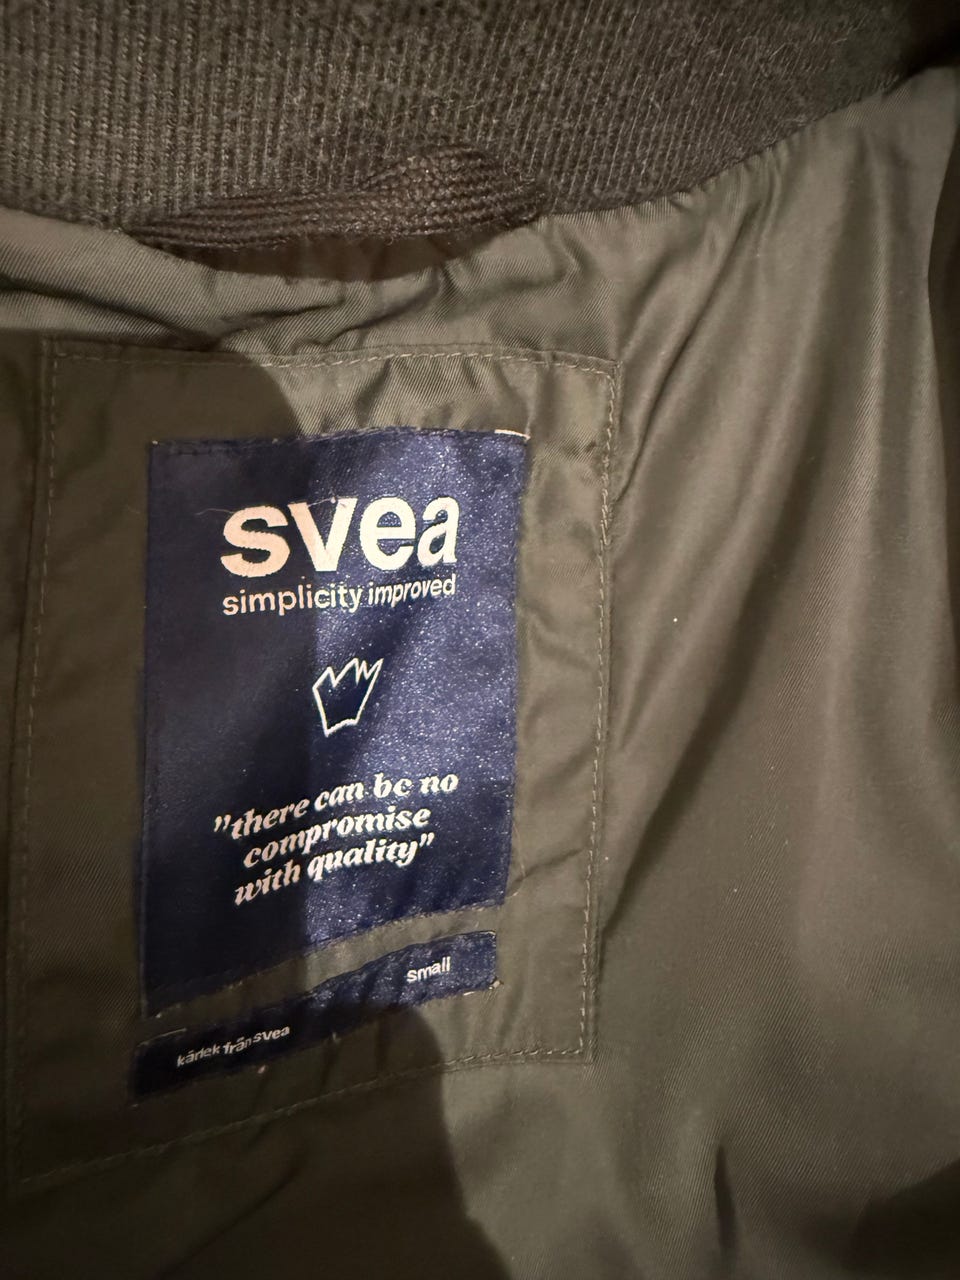 svea
simplicity improved
"there can be no
compromise
with quality"
small
kärlek från svea